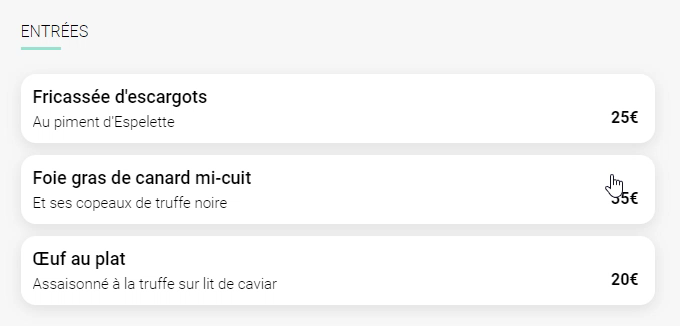 ENTRÉES
Fricassée d'escargots
Au piment d'Espelette
25€
Foie gras de canard mi-cuit
Et ses copeaux de truffe noire
Œuf au plat
Assaisonné à la truffe sur lit de caviar
20€